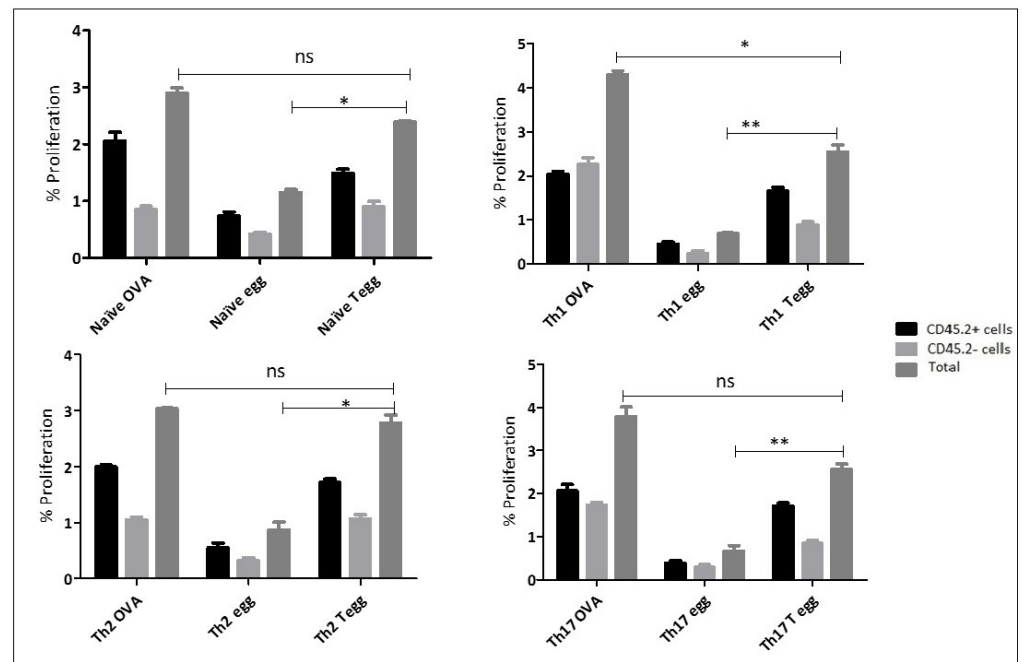 4
3
2
1
0
% Proliferation
ns
*
Naïve OVA
Naïve egg
Naïve Tegg
5
4
3
2
1
0
% Proliferation
*
**
Th1 OVA
Th1 egg
Th1 Tegg
CD45.2+ cells
CD45.2- cells
Total
4
3
2
1
0
% Proliferation
ns
*
Th2 OVA
Th2 egg
Th2 Tegg
5
4
3
2
1
0
% Proliferation
ns
**
Th17 OVA
Th17 egg
Th17 T egg